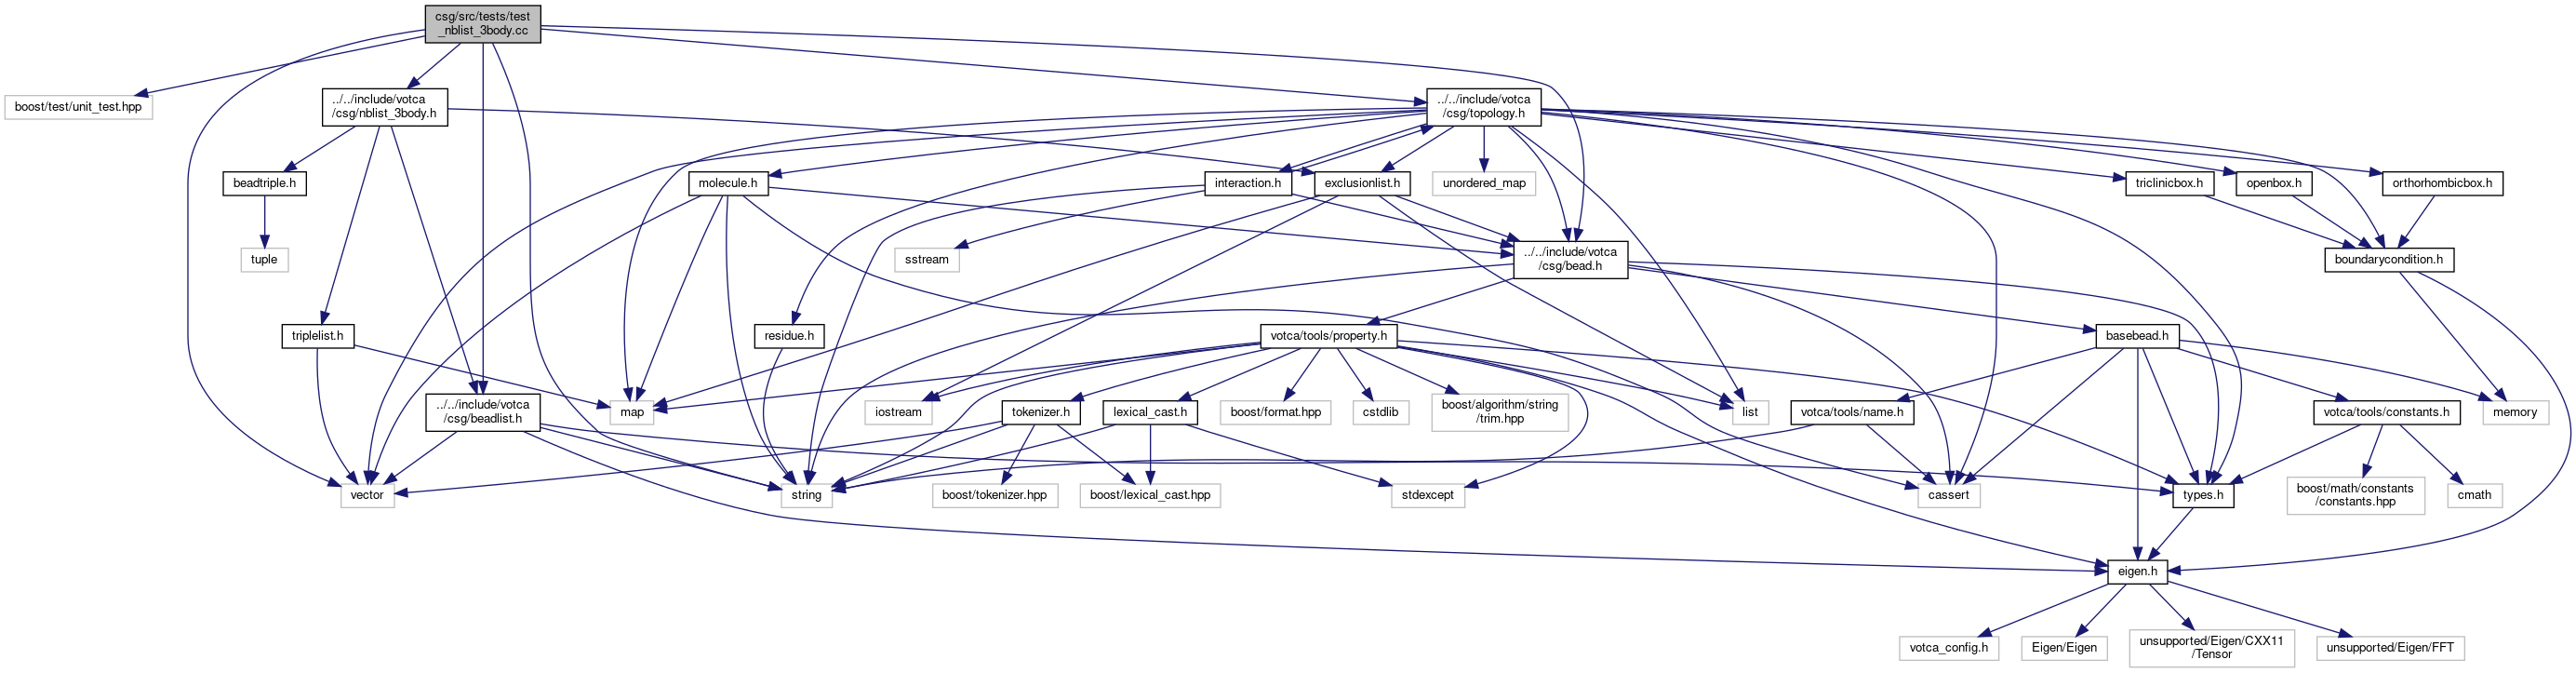 csg/src/tests/test
_nblist_3body.cc
boost/test/unit_test.hpp
../../include/votca
/csg/nblist_3body.h
../../include/votca
/csg/topology.h
beadtriple.h
molecule.h
interaction.h
exclusionlist.h
unordered_map
triclinicbox.h
openbox.h
orthorhombicbox.h
tuple
sstream
../../include/votca
/csg/bead.h
boundarycondition.h
triplelist.h
residue.h
votca/tools/property.h
basebead.h
../../include/votca
/csg/beadlist.h
map
iostream
tokenizer.h
lexical_cast.h
boost/format.hpp
cstdlib
boost/algorithm/string
/trim.hpp
list
votca/tools/name.h
votca/tools/constants.h
memory
vector
string
boost/tokenizer.hpp
boost/lexical_cast.hpp
stdexcept
cassert
types.h
boost/math/constants
/constants.hpp
cmath
eigen.h
votca_config.h
Eigen/Eigen
unsupported/Eigen/CXX11
/Tensor
unsupported/Eigen/FFT